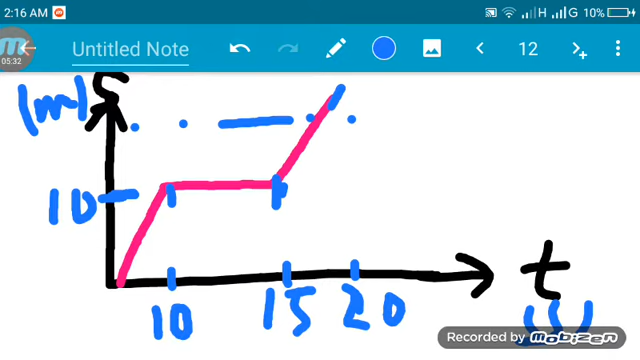 2:16 AM
H G 10%
05:32
Untitled Note
12
S
(m)
10
10 15 20
t
(s)
Recorded by mobizen